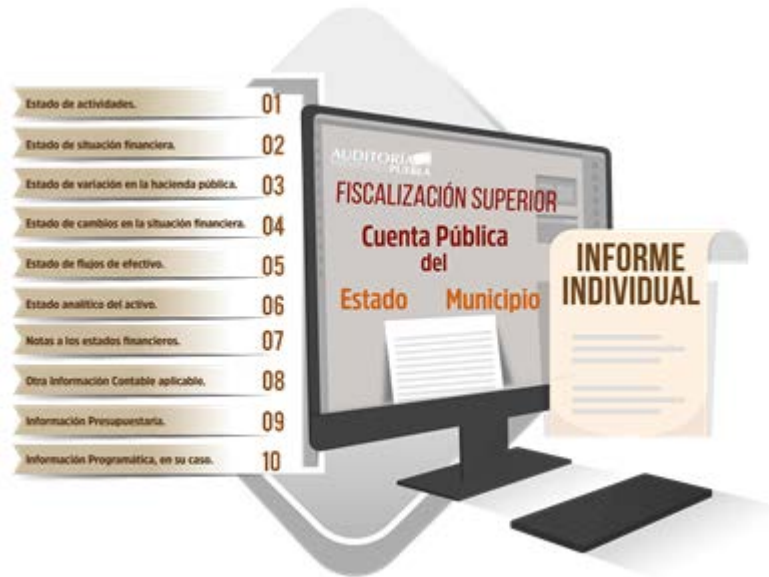 Estado de actividades. 01
Estado de situación financiera. 02
Estado de variación en la hacienda pública. 03
Estado de cambios en la situación financiera. 04
Estado de flujos de efectivo. 05
Estado analítico del activo. 06
Notas a los estados financieros. 07
Otra Información Contable aplicable. 08
Información Presupuestaria. 09
Información Programática, en su caso. 10
AUDITORÍA
PUEBLA
FISCALIZACIÓN SUPERIOR
Cuenta Pública
del
Estado Municipio
INFORME
INDIVIDUAL